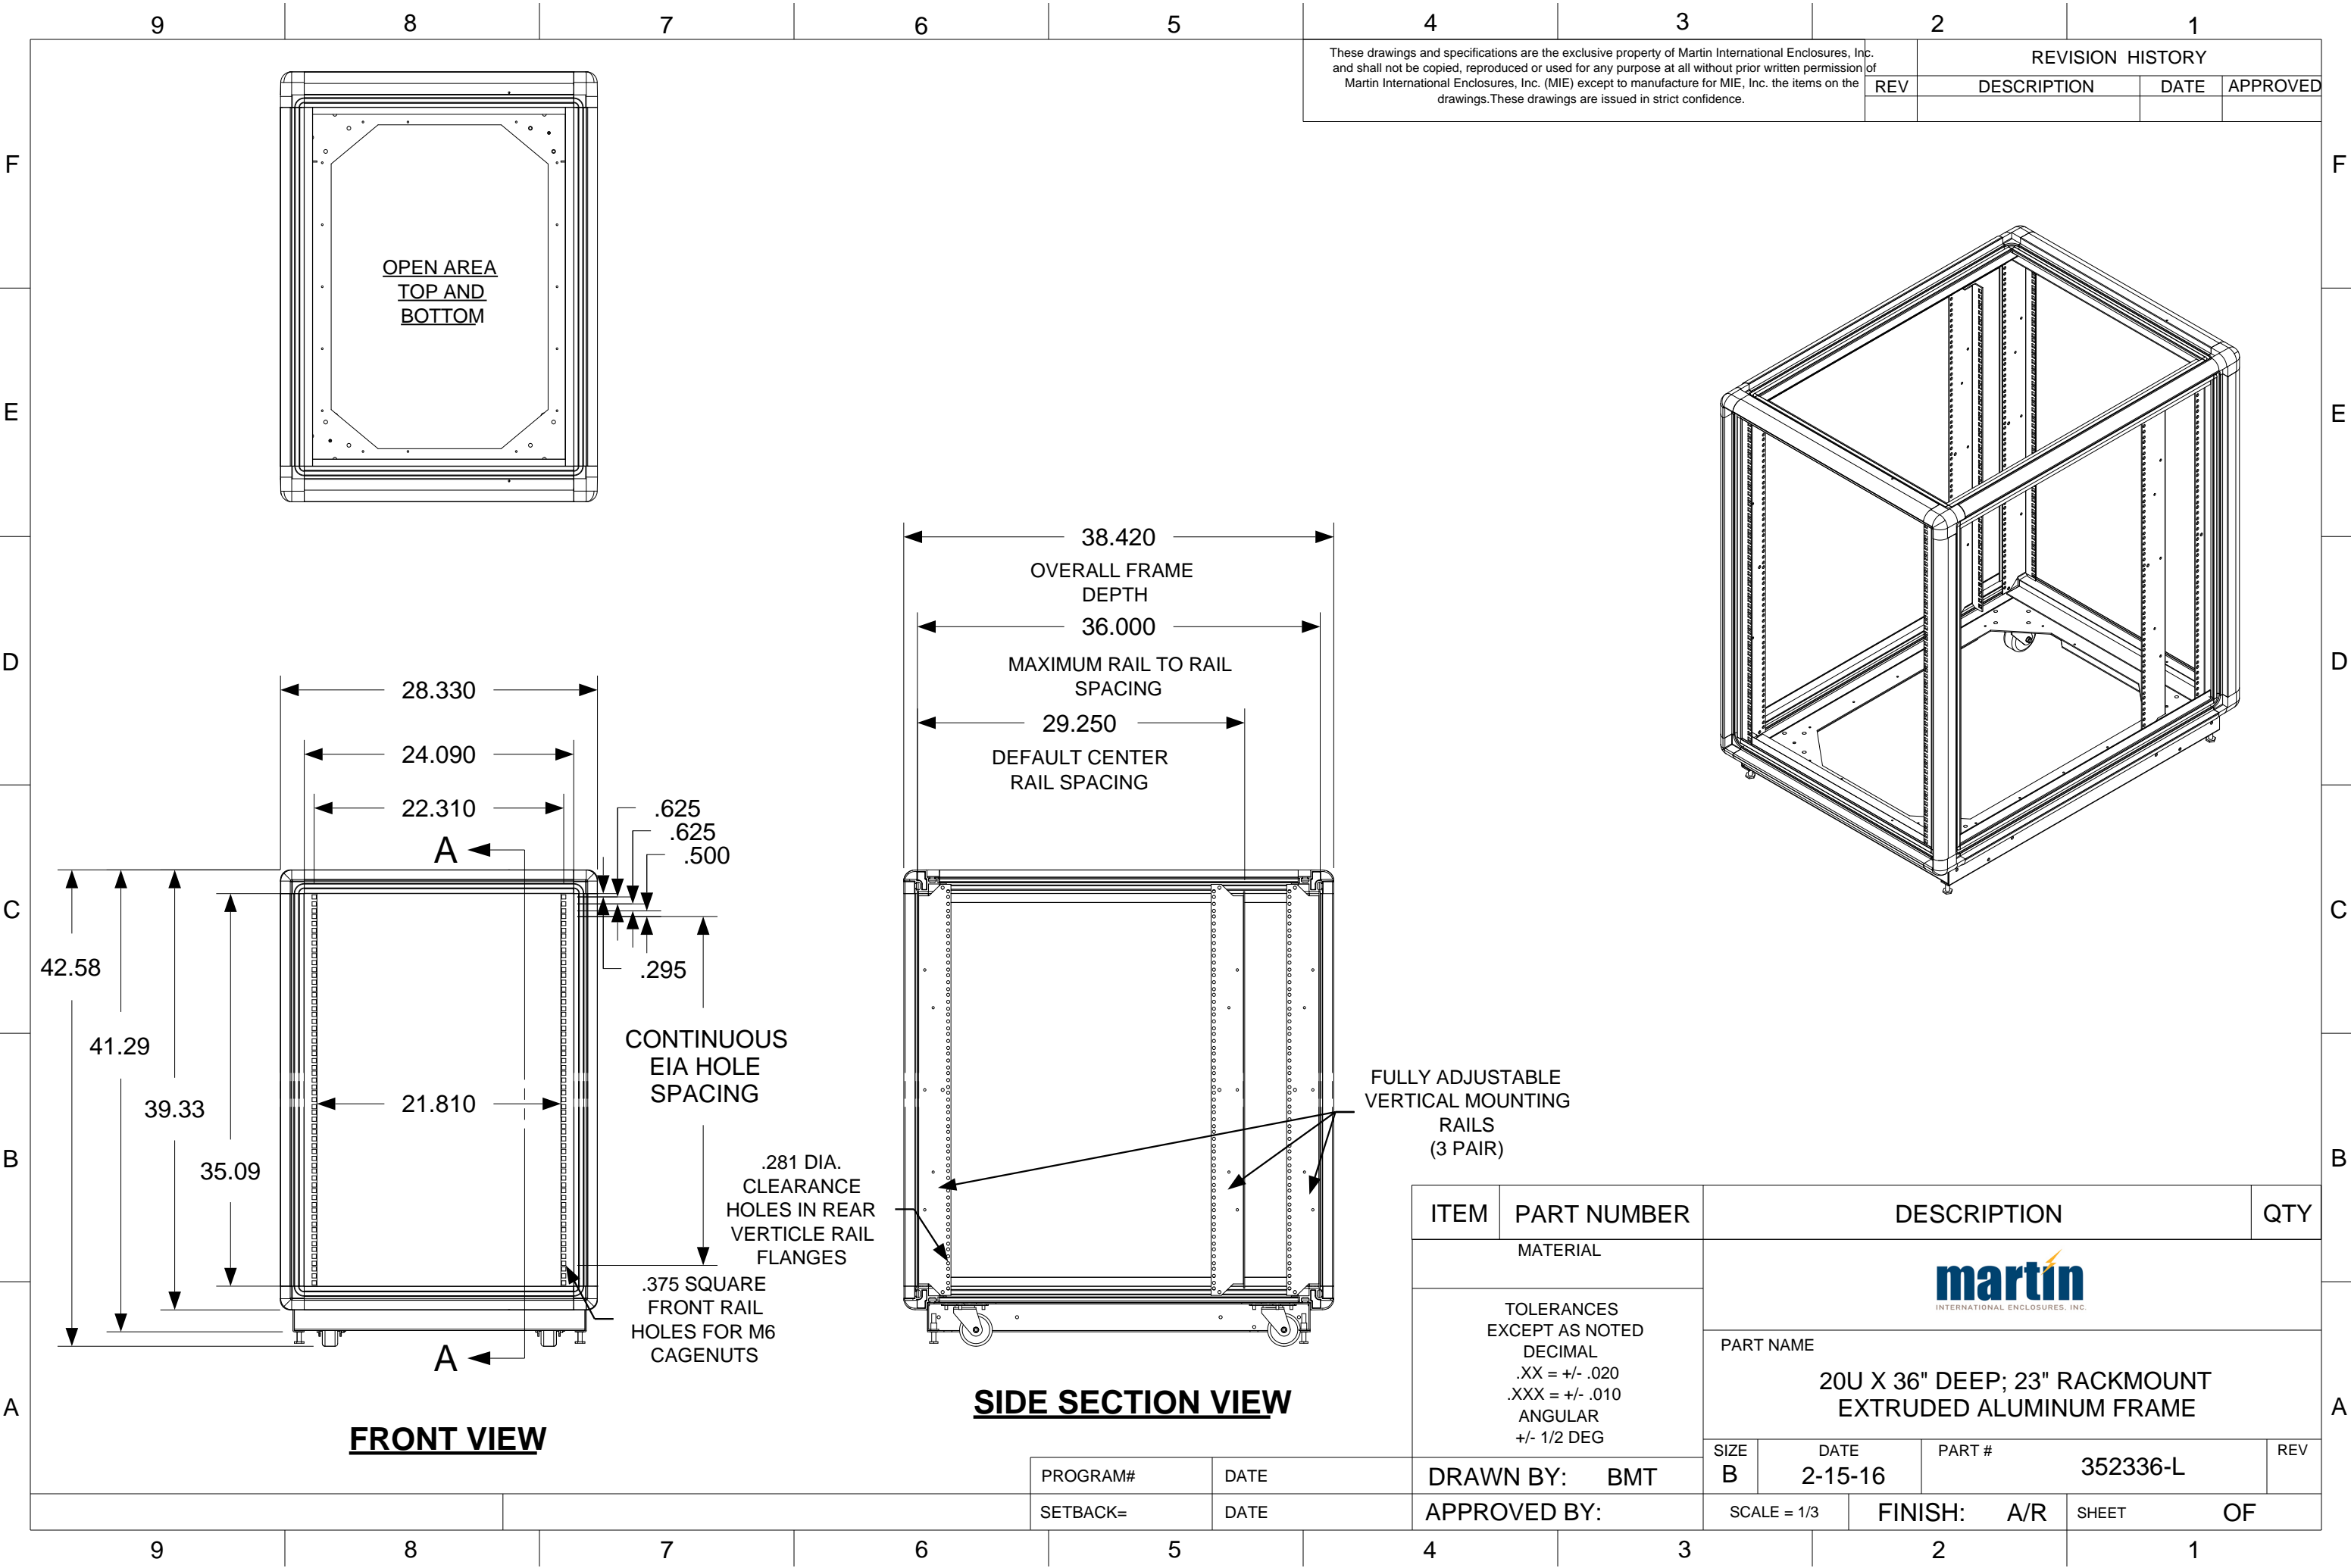 9 8 7 6 5 4 3 2 1
These drawings and specifications are the exclusive property of Martin International Enclosures, Inc.
and shall not be copied, reproduced or used for any purpose at all without prior written permission of
Martin International Enclosures, Inc. (MIE) except to manufacture for MIE, Inc. the items on the
drawings.These drawings are issued in strict confidence.
REVISION HISTORY
REV DESCRIPTION DATE APPROVED
F F
OPEN AREA
TOP AND
BOTTOM
E E
38.420
OVERALL FRAME
DEPTH
36.000
MAXIMUM RAIL TO RAIL
SPACING
29.250
DEFAULT CENTER
RAIL SPACING
D D
28.330
24.090
22.310
.625
.625
.500
A
.295
C C
42.58
41.29
39.33
35.09
21.810
CONTINUOUS
EIA HOLE
SPACING
.281 DIA.
CLEARANCE
HOLES IN REAR
VERTICLE RAIL
FLANGES
.375 SQUARE
FRONT RAIL
HOLES FOR M6
CAGENUTS
A
FRONT VIEW
FULLY ADJUSTABLE
VERTICAL MOUNTING
RAILS
(3 PAIR)
SIDE SECTION VIEW
B B
ITEM PART NUMBER DESCRIPTION QTY
MATERIAL
martin
INTERNATIONAL ENCLOSURES, INC.
TOLERANCES
EXCEPT AS NOTED
DECIMAL
.XX = +/- .020
.XXX = +/- .010
ANGULAR
+/- 1/2 DEG
PART NAME
20U X 36" DEEP; 23" RACKMOUNT
EXTRUDED ALUMINUM FRAME
A A
SIZE DATE PART # REV
B 2-15-16 352336-L
PROGRAM# DATE
DRAWN BY: BMT
SETBACK= DATE
APPROVED BY:
SCALE = 1/3 FINISH: A/R SHEET OF
9 8 7 6 5 4 3 2 1